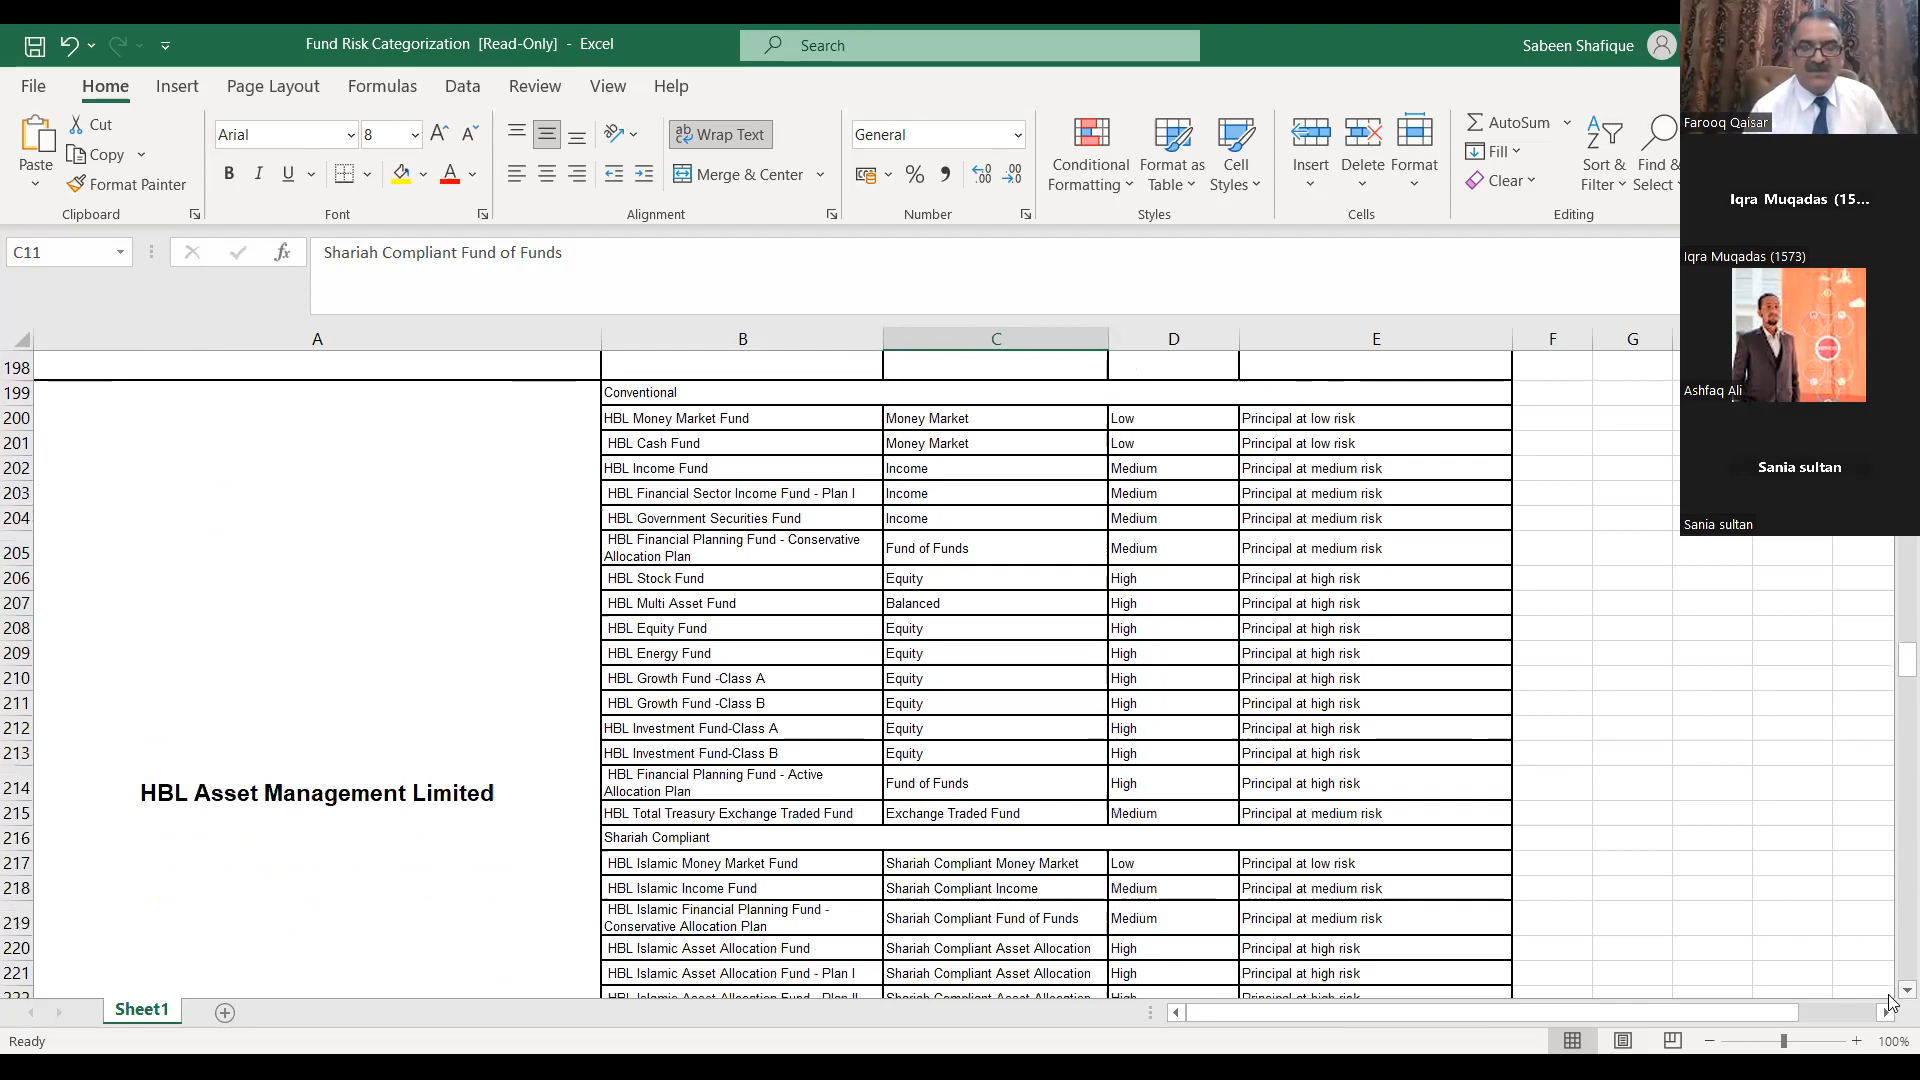 Fund Risk Categorization [Read-Only] - Excel
Search
Sabeen Shafique
File Home Insert Page Layout Formulas Data Review View Help
Paste
Cut
Copy
Format Painter
Clipboard
Arial 8
B I U
Font
Wrap Text
Merge & Center
Alignment
General
Number
Conditional Formatting
Format as Table
Cell Styles
Styles
Insert Delete Format
Cells
AutoSum
Fill
Clear
Sort & Filter
Find & Select
Editing
Farooq Qaisar
Iqra Muqadas (15...
Iqra Muqadas (1573)
Ashfaq Ali
Sania sultan
Sania sultan
C11 fx Shariah Compliant Fund of Funds
A B C D E F G
198
199 Conventional
200 HBL Money Market Fund Money Market Low Principal at low risk
201 HBL Cash Fund Money Market Low Principal at low risk
202 HBL Income Fund Income Medium Principal at medium risk
203 HBL Financial Sector Income Fund - Plan I Income Medium Principal at medium risk
204 HBL Government Securities Fund Income Medium Principal at medium risk
205 HBL Financial Planning Fund - Conservative Allocation Plan Fund of Funds Medium Principal at medium risk
206 HBL Stock Fund Equity High Principal at high risk
207 HBL Multi Asset Fund Balanced High Principal at high risk
208 HBL Equity Fund Equity High Principal at high risk
209 HBL Energy Fund Equity High Principal at high risk
210 HBL Growth Fund -Class A Equity High Principal at high risk
211 HBL Growth Fund -Class B Equity High Principal at high risk
212 HBL Investment Fund-Class A Equity High Principal at high risk
213 HBL Investment Fund-Class B Equity High Principal at high risk
214 HBL Financial Planning Fund - Active Allocation Plan Fund of Funds High Principal at high risk
HBL Asset Management Limited
215 HBL Total Treasury Exchange Traded Fund Exchange Traded Fund Medium Principal at medium risk
216 Shariah Compliant
217 HBL Islamic Money Market Fund Shariah Compliant Money Market Low Principal at low risk
218 HBL Islamic Income Fund Shariah Compliant Income Medium Principal at medium risk
219 HBL Islamic Financial Planning Fund - Conservative Allocation Plan Shariah Compliant Fund of Funds Medium Principal at medium risk
220 HBL Islamic Asset Allocation Fund Shariah Compliant Asset Allocation High Principal at high risk
221 HBL Islamic Asset Allocation Fund - Plan I Shariah Compliant Asset Allocation High Principal at high risk
222 HBL Islamic Asset Allocation Fund - Plan II Shariah Compliant Asset Allocation High Principal at high risk
Sheet1
Ready
100%